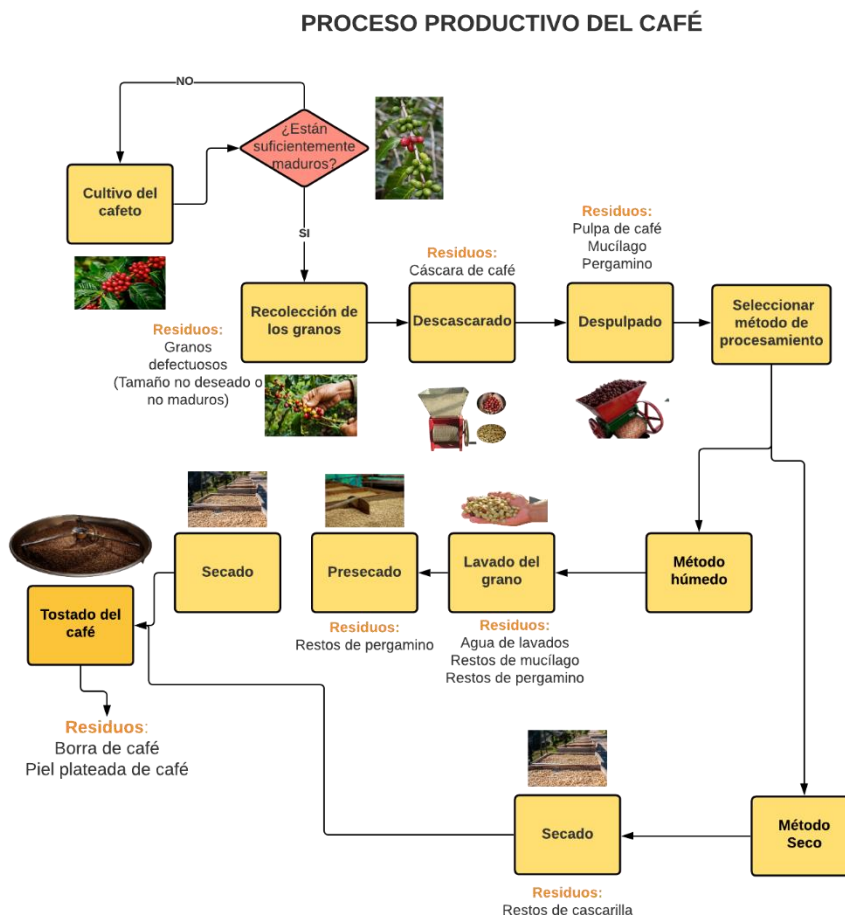 PROCESO PRODUCTIVO DEL CAFÉ
NO
¿Están
suficientemente
maduros?
Cultivo del
cafeto
SI
Recolección de
los granos
Residuos:
Granos
defectuosos
(Tamaño no deseado o
no maduros)
Residuos:
Cáscara de café
Descascarado
Residuos:
Pulpa de café
Mucílago
Pergamino
Despulpado
Seleccionar
método de
procesamiento
Método
húmedo
Lavado del
grano
Residuos:
Agua de lavados
Restos de mucílago
Restos de pergamino
Presecado
Residuos:
Restos de pergamino
Secado
Tostado del
café
Residuos:
Borra de café
Piel plateada de café
Método
Seco
Secado
Residuos:
Restos de cascarilla